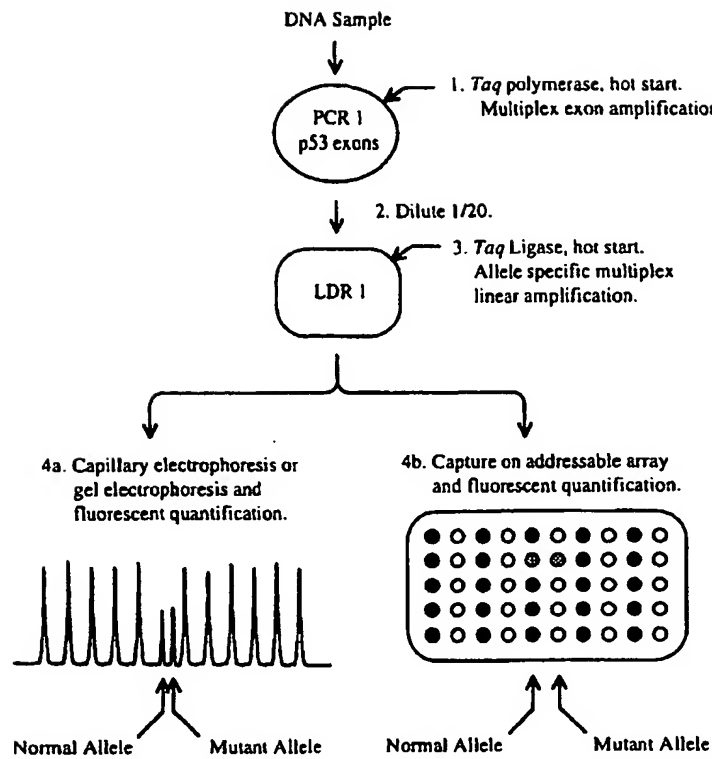 DNA Sample
1. Taq polymerase, hot start.
Multiplex exon amplification
PCR 1
p53 exons
2. Dilute 1/20.
3. Taq Ligase, hot start.
Allele specific multiplex
linear amplification.
LDR 1
4a. Capillary electrophoresis or
gel electrophoresis and
fluorescent quantification.
4b. Capture on addressable array
and fluorescent quantification.
Normal Allele
Mutant Allele
Normal Allele
Mutant Allele